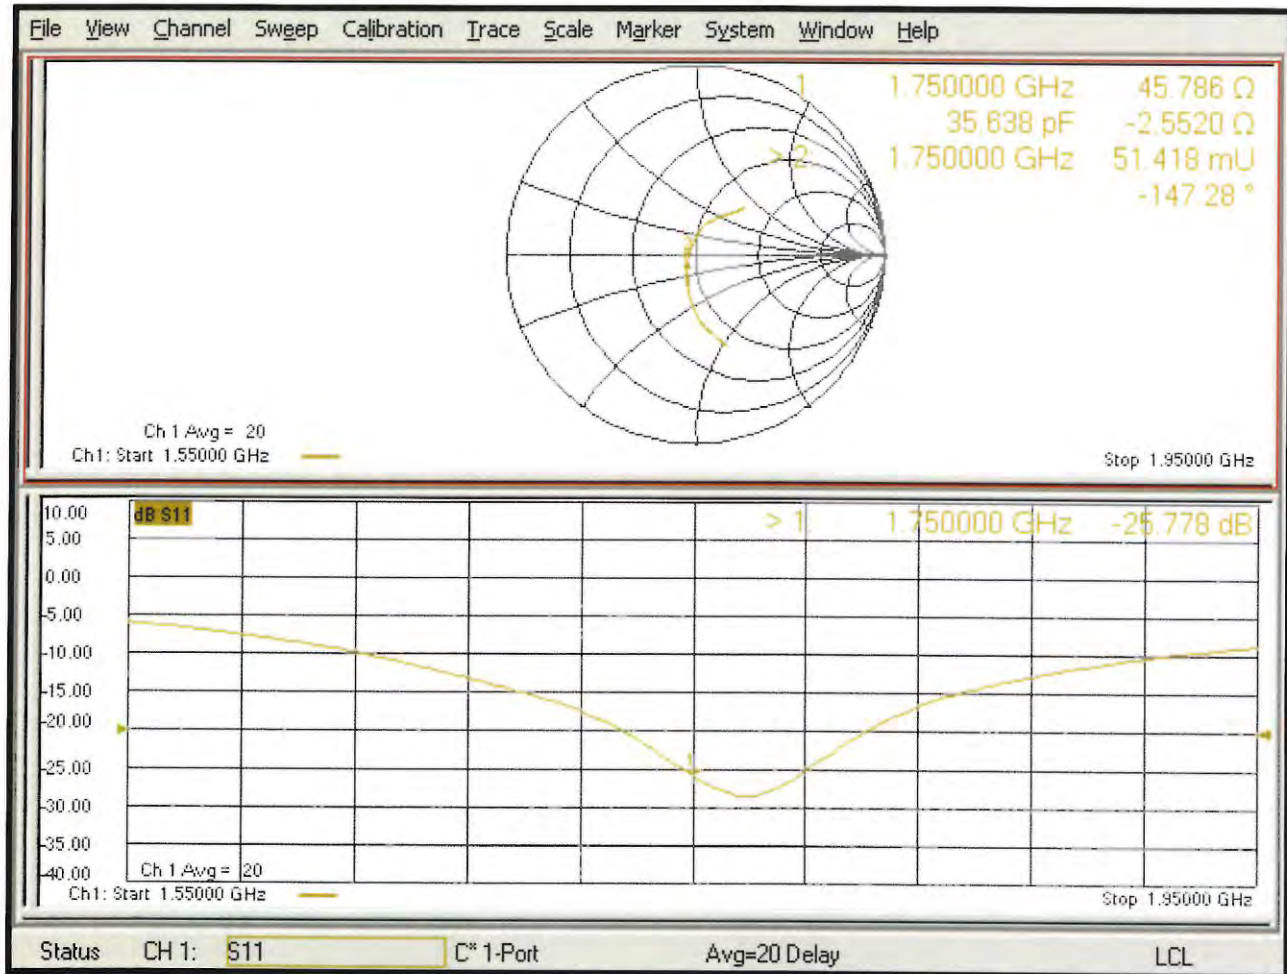 File View Channel Sweep Calibration Trace Scale Marker System Window Help
1 1.750000 GHz 45.786 Ω
35.638 pF -2.5520 Ω
> 2 1.750000 GHz 51.418 mU
-147.28 °
Ch 1 Avg = 20
Ch1: Start 1.55000 GHz
Stop 1.95000 GHz
10.00 dB S11
> 1 1.750000 GHz -25.778 dB
5.00
0.00
-5.00
-10.00
-15.00
-20.00
1
-25.00
-30.00
-35.00
-40.00
Ch 1 Avg = 20
Ch1: Start 1.55000 GHz
Stop 1.95000 GHz
Status CH 1: S11 C* 1-Port Avg=20 Delay LCL